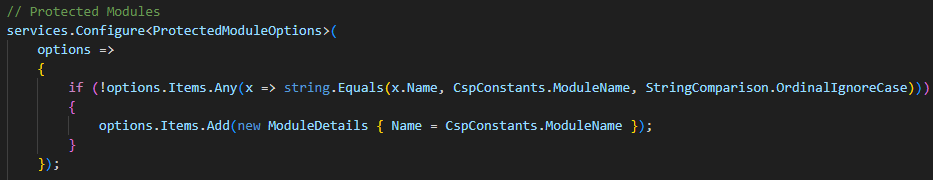 // Protected Modules
services.Configure<ProtectedModuleOptions>(
    options =>
    {
        if (!options.Items.Any(x => string.Equals(x.Name, CspConstants.ModuleName, StringComparison.OrdinalIgnoreCase)))
        {
            options.Items.Add(new ModuleDetails { Name = CspConstants.ModuleName });
        }
    });